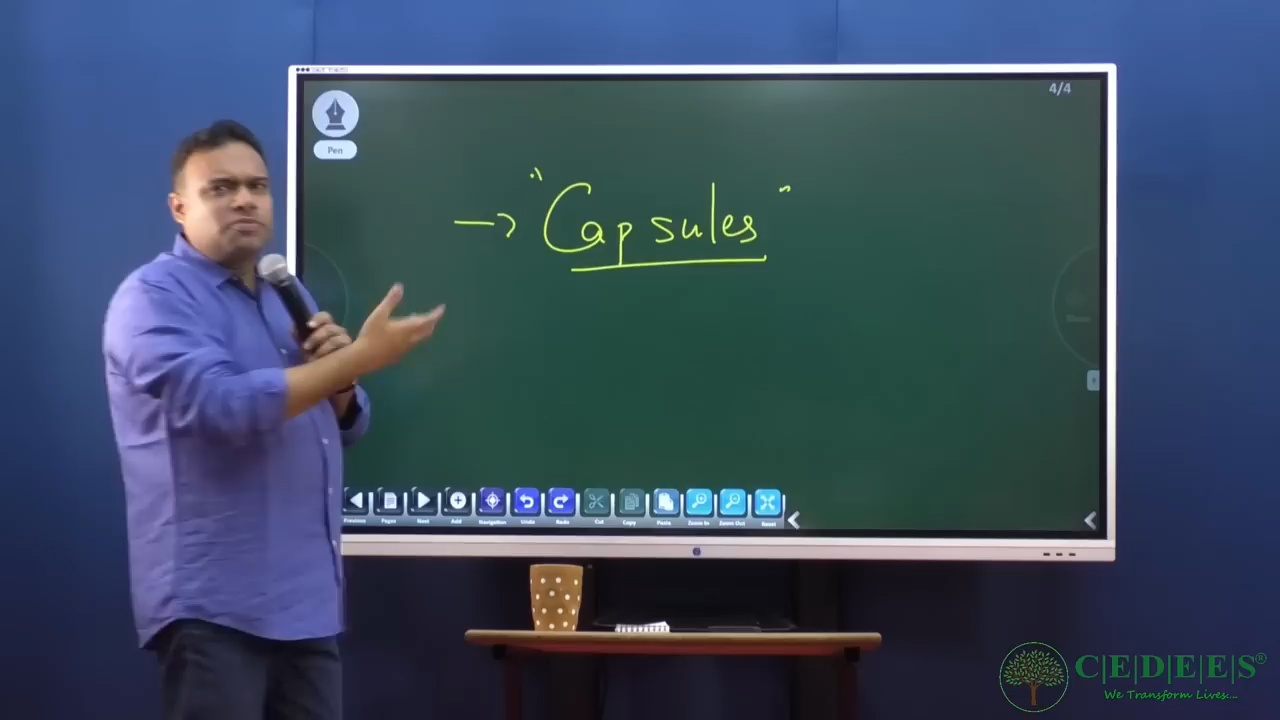 4/4
Pen
→ "Capsules"
Previous Pages Next Add Navigation Undo Redo Cut Copy Paste Zoom In Zoom Out Reset
C|E|D|E|E|S®
We Transform Lives...